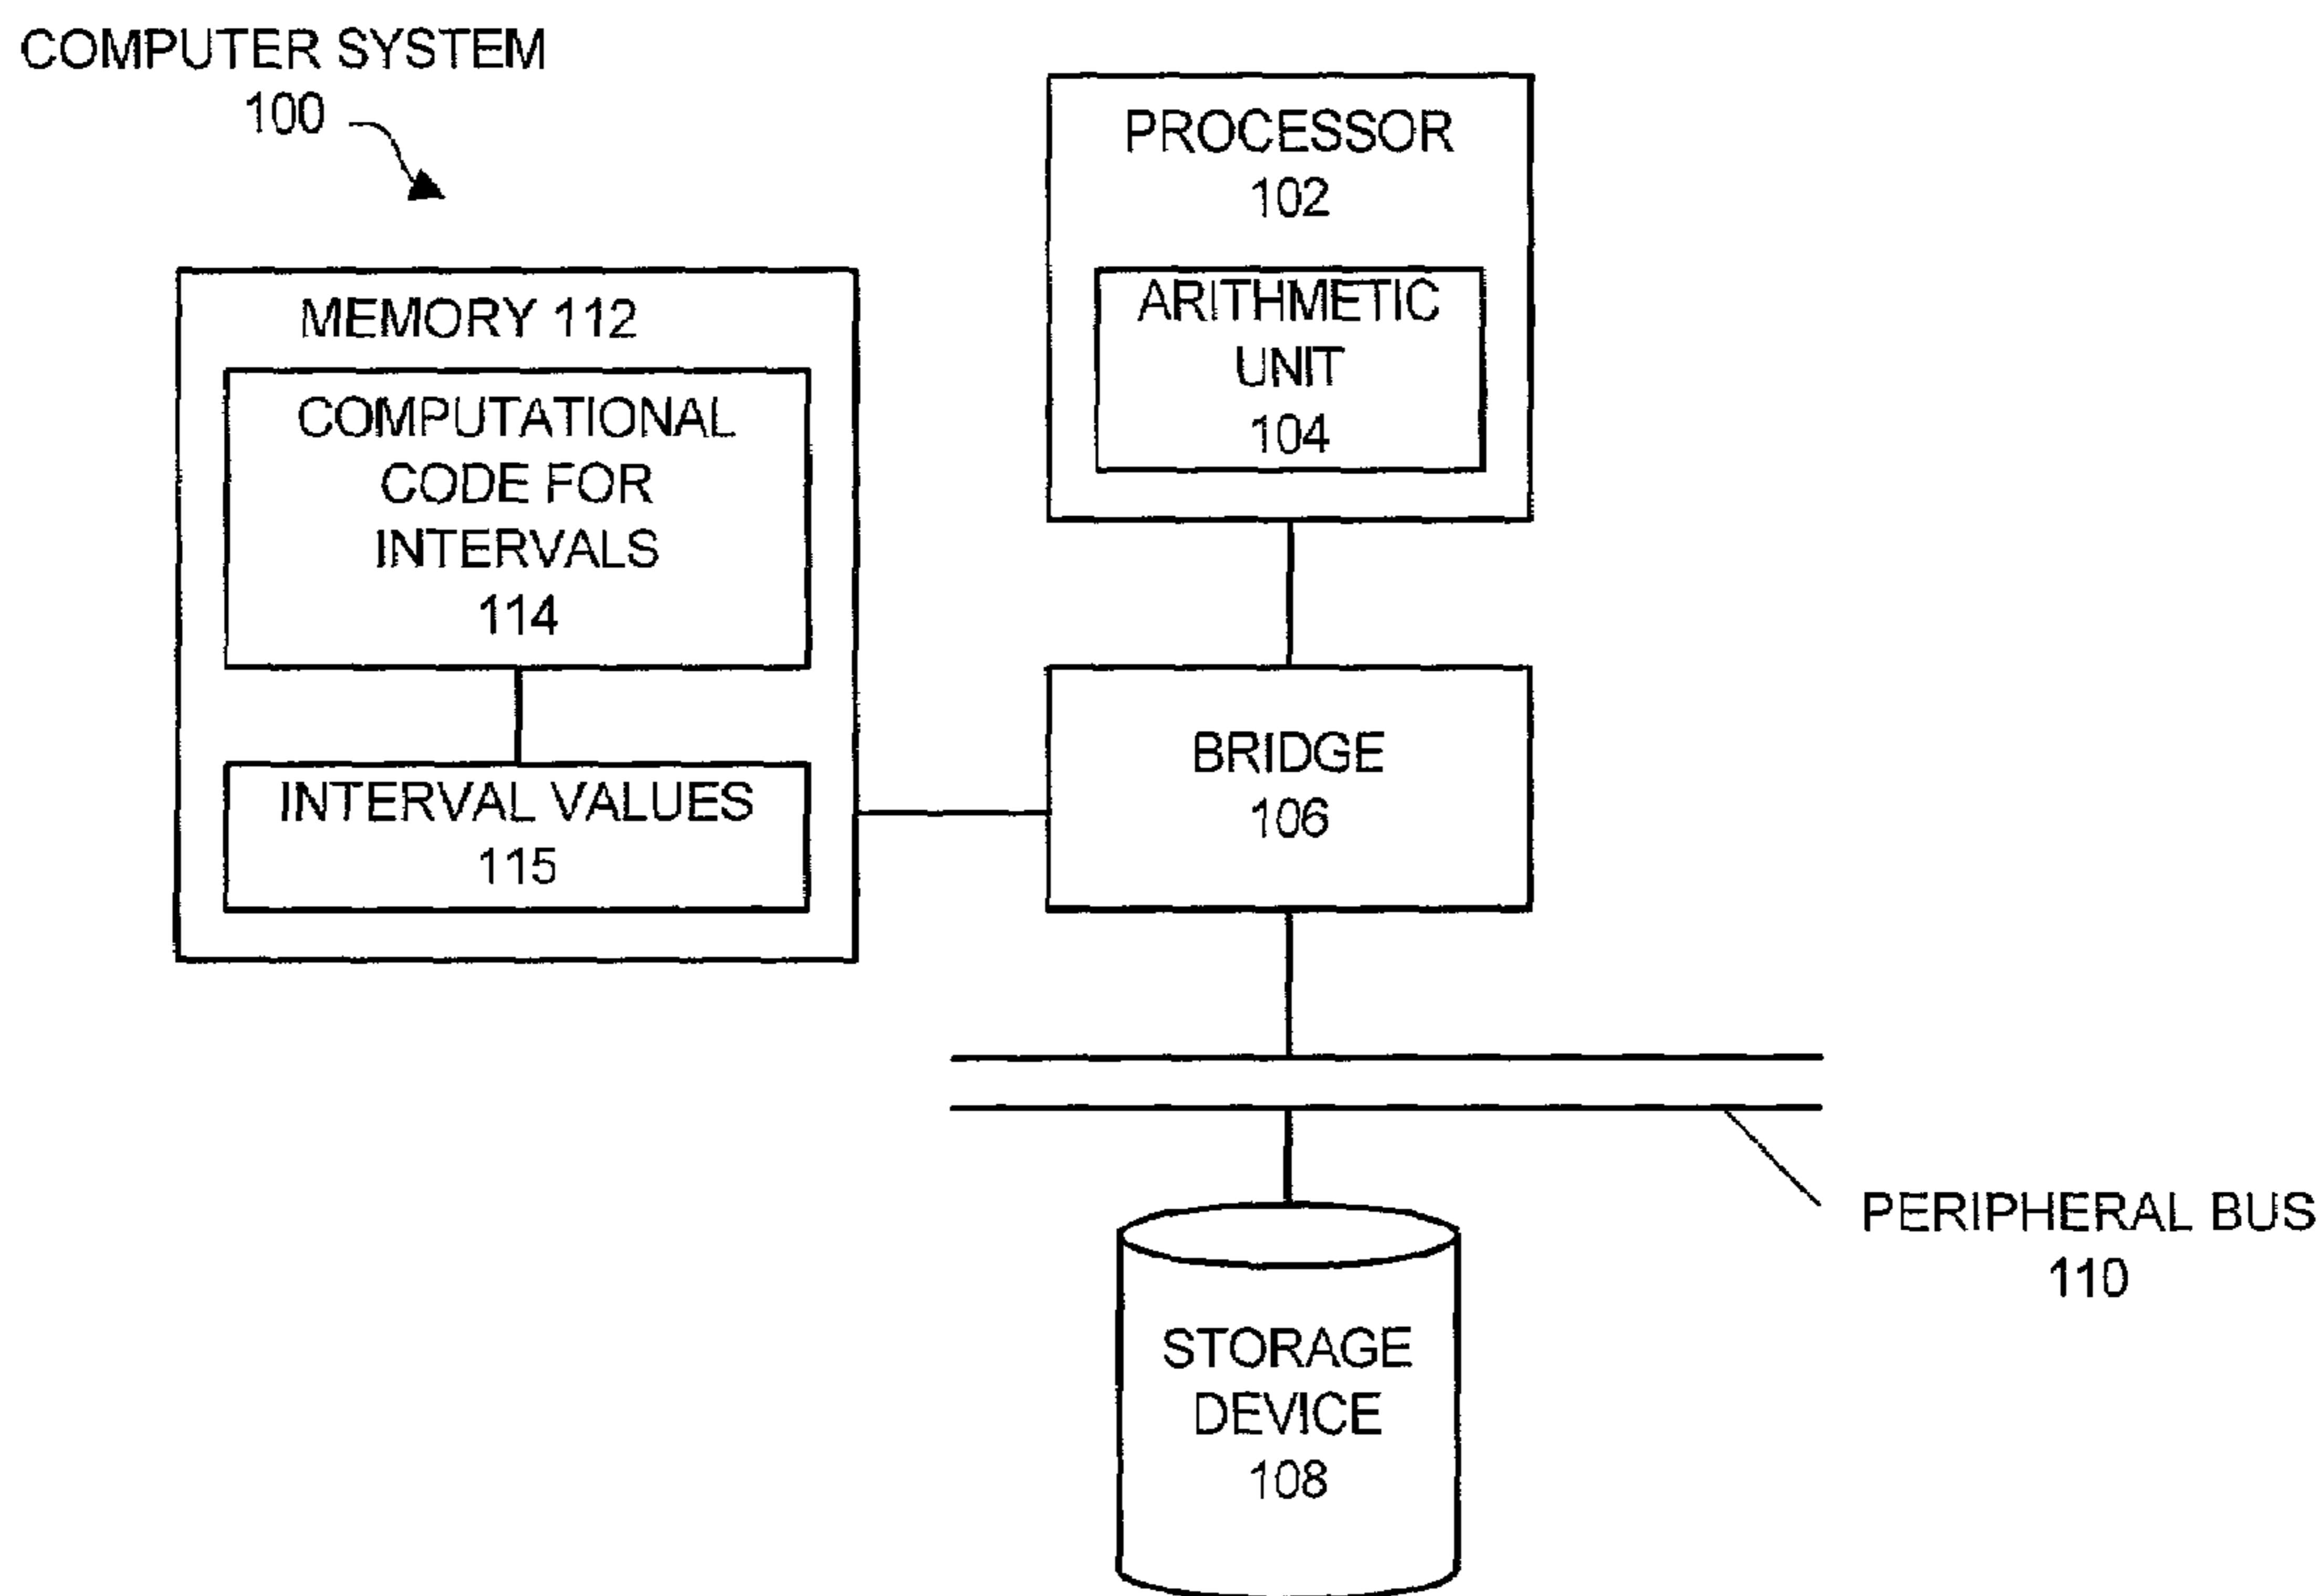 COMPUTER SYSTEM
100
PROCESSOR
102
ARITHMETIC
UNIT
104
MEMORY 112
COMPUTATIONAL
CODE FOR
INTERVALS
114
INTERVAL VALUES
115
BRIDGE
106
PERIPHERAL BUS
110
STORAGE
DEVICE
108